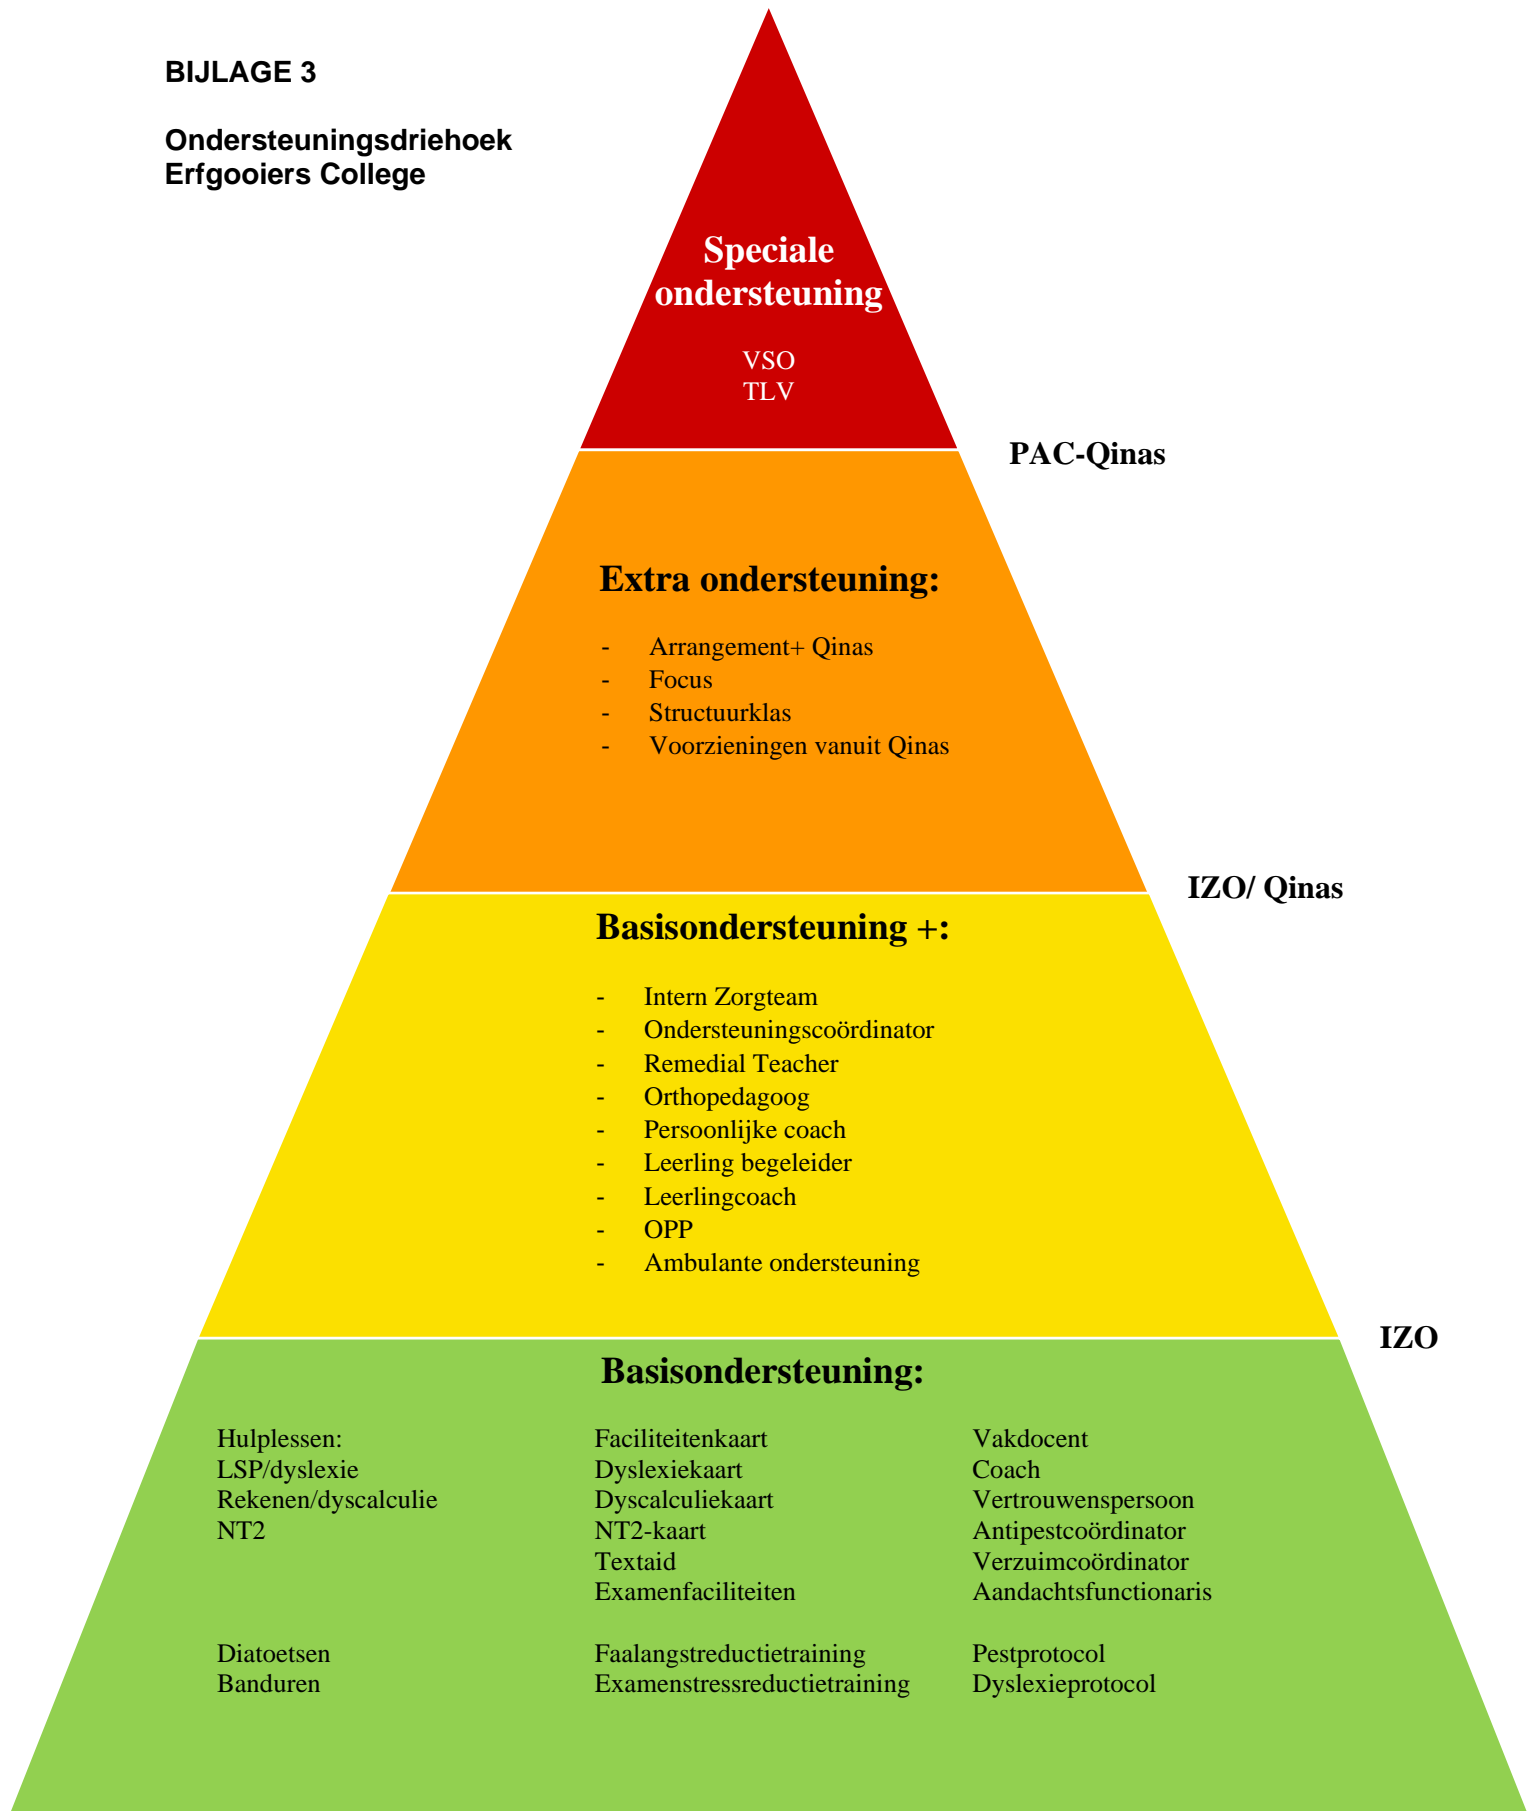 BIJLAGE 3
Ondersteuningsdriehoek
Erfgooiers College
Speciale
ondersteuning
VSO
TLV
PAC-Qinas
Extra ondersteuning:
- Arrangement+ Qinas
- Focus
- Structuurklas
- Voorzieningen vanuit Qinas
IZO/ Qinas
Basisondersteuning +:
- Intern Zorgteam
- Ondersteuningscoördinator
- Remedial Teacher
- Orthopedagoog
- Persoonlijke coach
- Leerling begeleider
- Leerlingcoach
- OPP
- Ambulante ondersteuning
IZO
Basisondersteuning:
Hulplessen: Faciliteitenkaart Vakdocent
LSP/dyslexie Dyslexiekaart Coach
Rekenen/dyscalculie Dyscalculiekaart Vertrouwenspersoon
NT2 NT2-kaart Antipestcoördinator
Textaid Verzuimcoördinator
Examenfaciliteiten Aandachtsfunctionaris
Diatoetsen Faalangstreductietraining Pestprotocol
Banduren Examenstressreductietraining Dyslexieprotocol